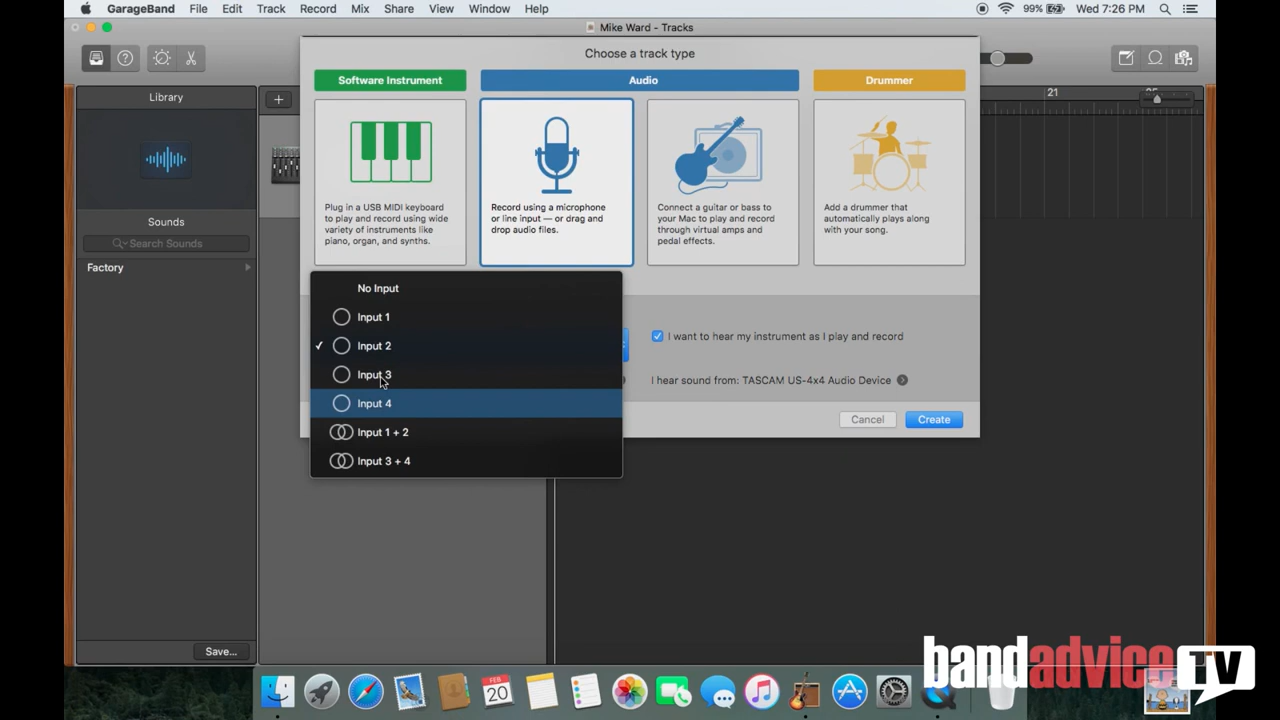 GarageBand File Edit Track Record Mix Share View Window Help 99% Wed 7:26 PM
Mike Ward - Tracks
Choose a track type
Software Instrument
Audio
Drummer
Plug in a USB MIDI keyboard
to play and record using wide
variety of instruments like
piano, organ, and synths.
Record using a microphone
or line input — or drag and
drop audio files.
Connect a guitar or bass to
your Mac to play and record
through virtual amps and
pedal effects.
Add a drummer that
automatically plays along
with your song.
Library
Sounds
Search Sounds
Factory
Save...
21
No Input
Input 1
Input 2
Input 3
Input 4
Input 1 + 2
Input 3 + 4
I want to hear my instrument as I play and record
I hear sound from: TASCAM US-4x4 Audio Device
Cancel
Create
FEB
20
bandadvice TV